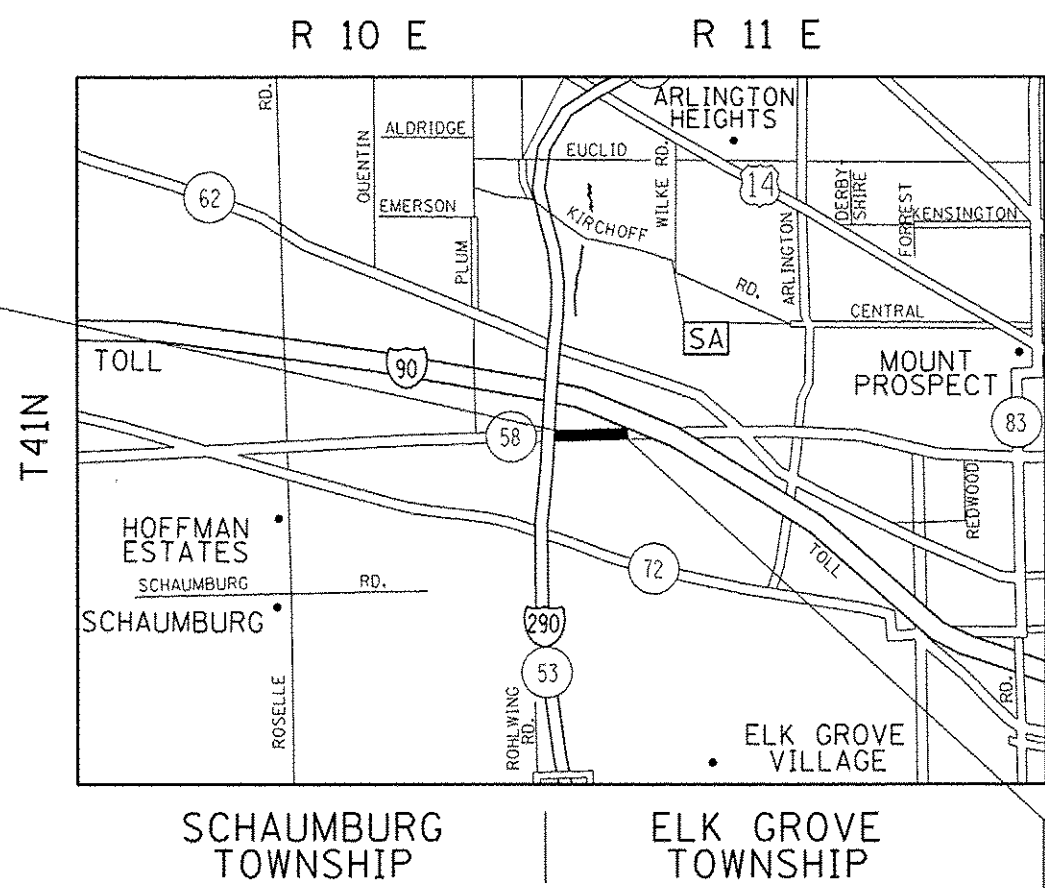 R 10 E
R 11 E
T41N
RD.
QUENTIN
ALDRIDGE
EMERSON
PLUM
62
EUCLID
KIRCHOFF
RD.
WILKE RD.
ARLINGTON
HEIGHTS
14
ARLINGTON
DERBY
SHIRE
FORREST
KENSINGTON
CENTRAL
SA
MOUNT
PROSPECT
83
TOLL
90
58
REDWOOD
HOFFMAN
ESTATES
SCHAUMBURG
RD.
SCHAUMBURG
72
TOLL
290
53
ROSELLE
ROHLWING
RD.
RD.
ELK GROVE
VILLAGE
SCHAUMBURG
TOWNSHIP
ELK GROVE
TOWNSHIP